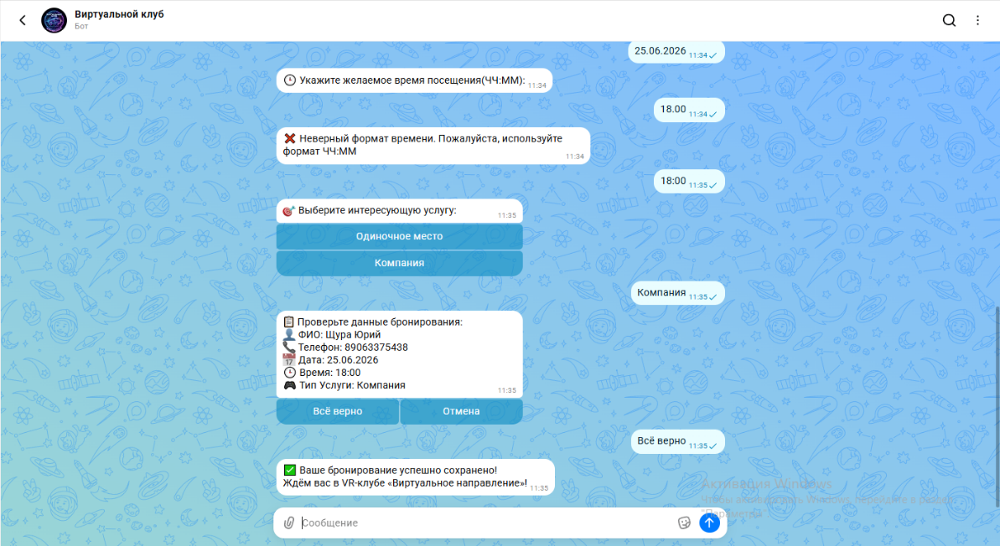 Виртуальной клуб
Бот
25.06.2026 11:34
Укажите желаемое время посещения(ЧЧ:ММ): 11:34
18.00 11:34
Неверный формат времени. Пожалуйста, используйте
формат ЧЧ:ММ 11:34
18:00 11:35
Выберите интересующую услугу: 11:35
Одиночное место
Компания
Компания 11:35
Проверьте данные бронирования:
ФИО: Щура Юрий
Телефон: 89063375438
17 Дата: 25.06.2026
Время: 18:00
Тип Услуги: Компания 11:35
Всё верно Отмена
Всё верно 11:35
Ваше бронирование успешно сохранено!
Ждём вас в VR-клубе «Виртуальное направление»! 11:35
Активация Windows
Чтобы активировать Windows, перейдите в раздел
"Параметры".
Сообщение